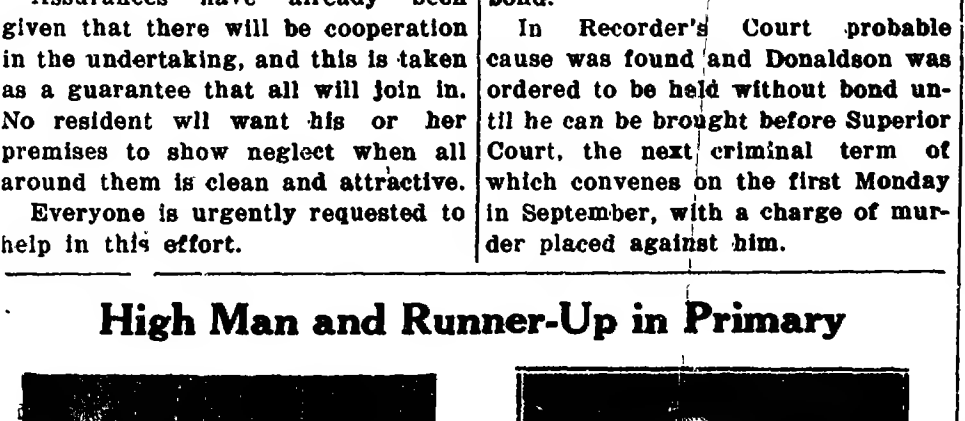 Assurances have already been
given that there will be cooperation
in the undertaking, and this is taken
as a guarantee that all will join in.
No resident wll want his or her
premises to show neglect when all
around them is clean and attractive.
Everyone is urgently requested to
help in this effort.
bond.
In Recorder's Court probable
cause was found and Donaldson was
ordered to be held without bond un-
til he can be brought before Superior
Court, the next criminal term of
which convenes on the first Monday
in September, with a charge of mur-
der placed against him.
High Man and Runner-Up in Primary